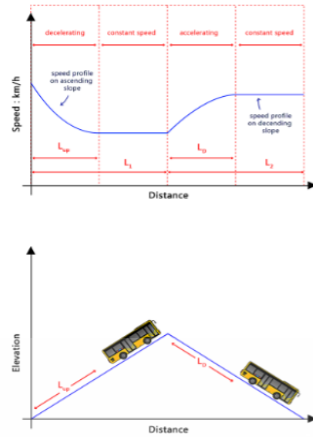 decelerating
constant speed
accelerating
constant speed
speed profile
on ascending
slope
speed profile
on decending
slope
Speed : km/h
Lup
LD
L1
L2
Distance
Elevation
Lup
LD
Distance